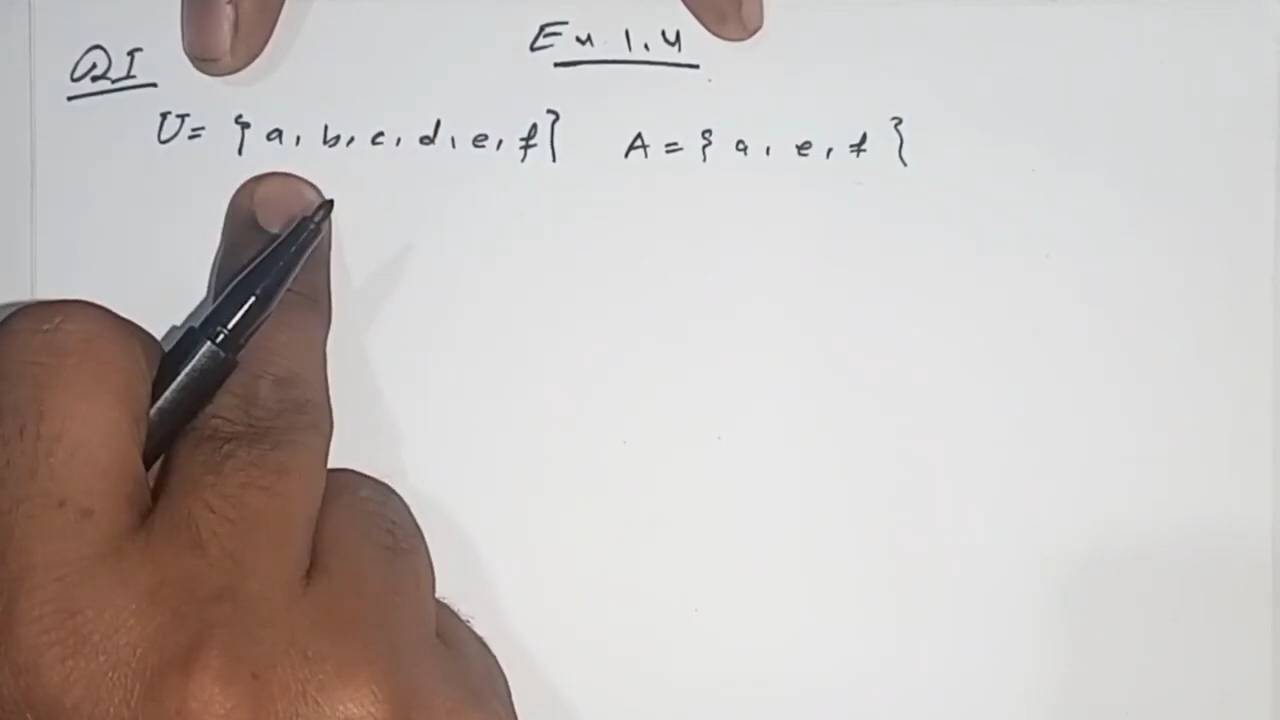 Ex 1.4
Q1
U = { a, b, c, d, e, f } A = { a, e, f }